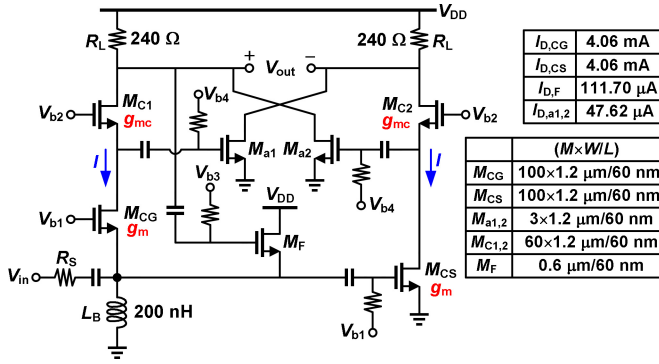 V_DD
R_L 240 Ω 240 Ω R_L
+ V_out −
V_b2 M_C1 g_mc
V_b4
M_a1 M_a2
M_C2 g_mc V_b2
I
I
V_b3 V_DD
V_b4
V_b1 M_CG g_m
M_F
V_in R_S
M_CS g_m
L_B 200 nH
V_b1
I_D,CG 4.06 mA
I_D,CS 4.06 mA
I_D,F 111.70 μA
I_D,a1,2 47.62 μA
(M×W/L)
M_CG 100×1.2 μm/60 nm
M_CS 100×1.2 μm/60 nm
M_a1,2 3×1.2 μm/60 nm
M_C1,2 60×1.2 μm/60 nm
M_F 0.6 μm/60 nm